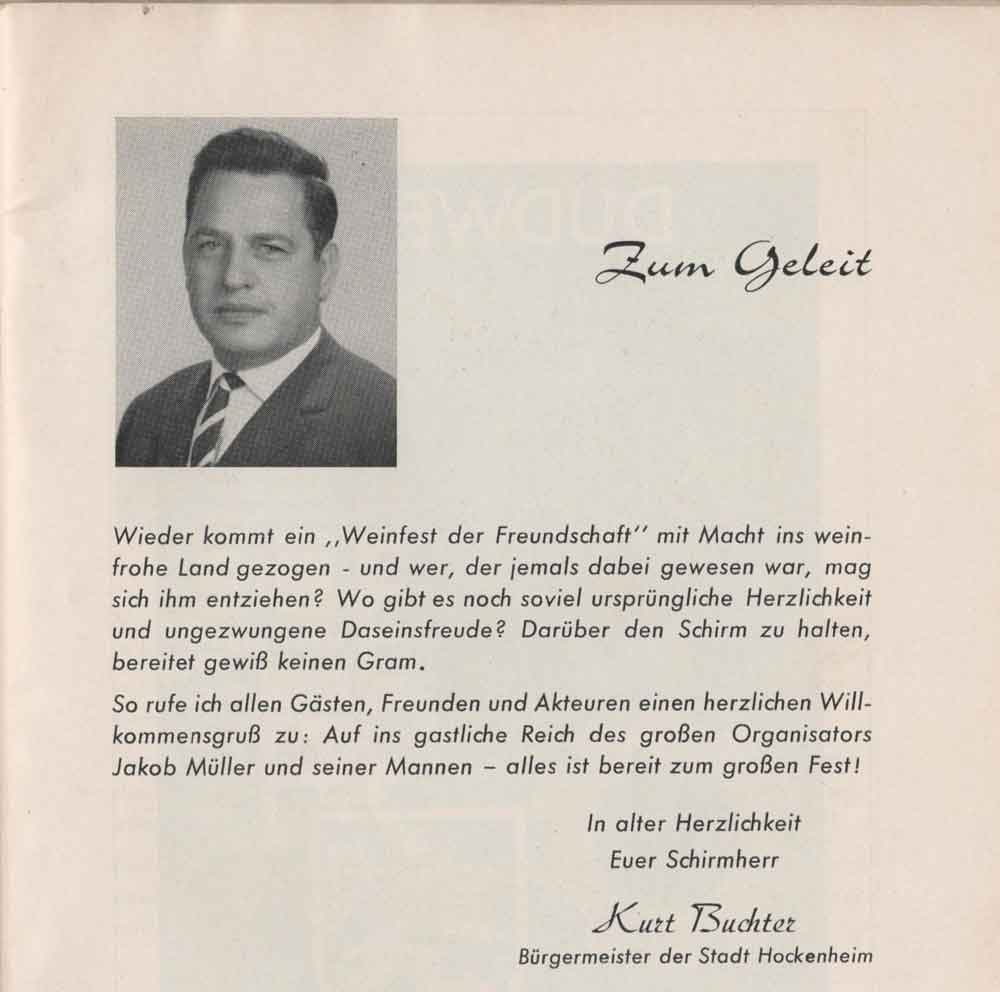 Zum Geleit
Wieder kommt ein ,,Weinfest der Freundschaft'' mit Macht ins wein-
frohe Land gezogen - und wer, der jemals dabei gewesen war, mag
sich ihm entziehen? Wo gibt es noch soviel ursprüngliche Herzlichkeit
und ungezwungene Daseinsfreude? Darüber den Schirm zu halten,
bereitet gewiß keinen Gram.
So rufe ich allen Gästen, Freunden und Akteuren einen herzlichen Will-
kommensgruß zu: Auf ins gastliche Reich des großen Organisators
Jakob Müller und seiner Mannen – alles ist bereit zum großen Fest!
In alter Herzlichkeit
Euer Schirmherr
Kurt Buchter
Bürgermeister der Stadt Hockenheim